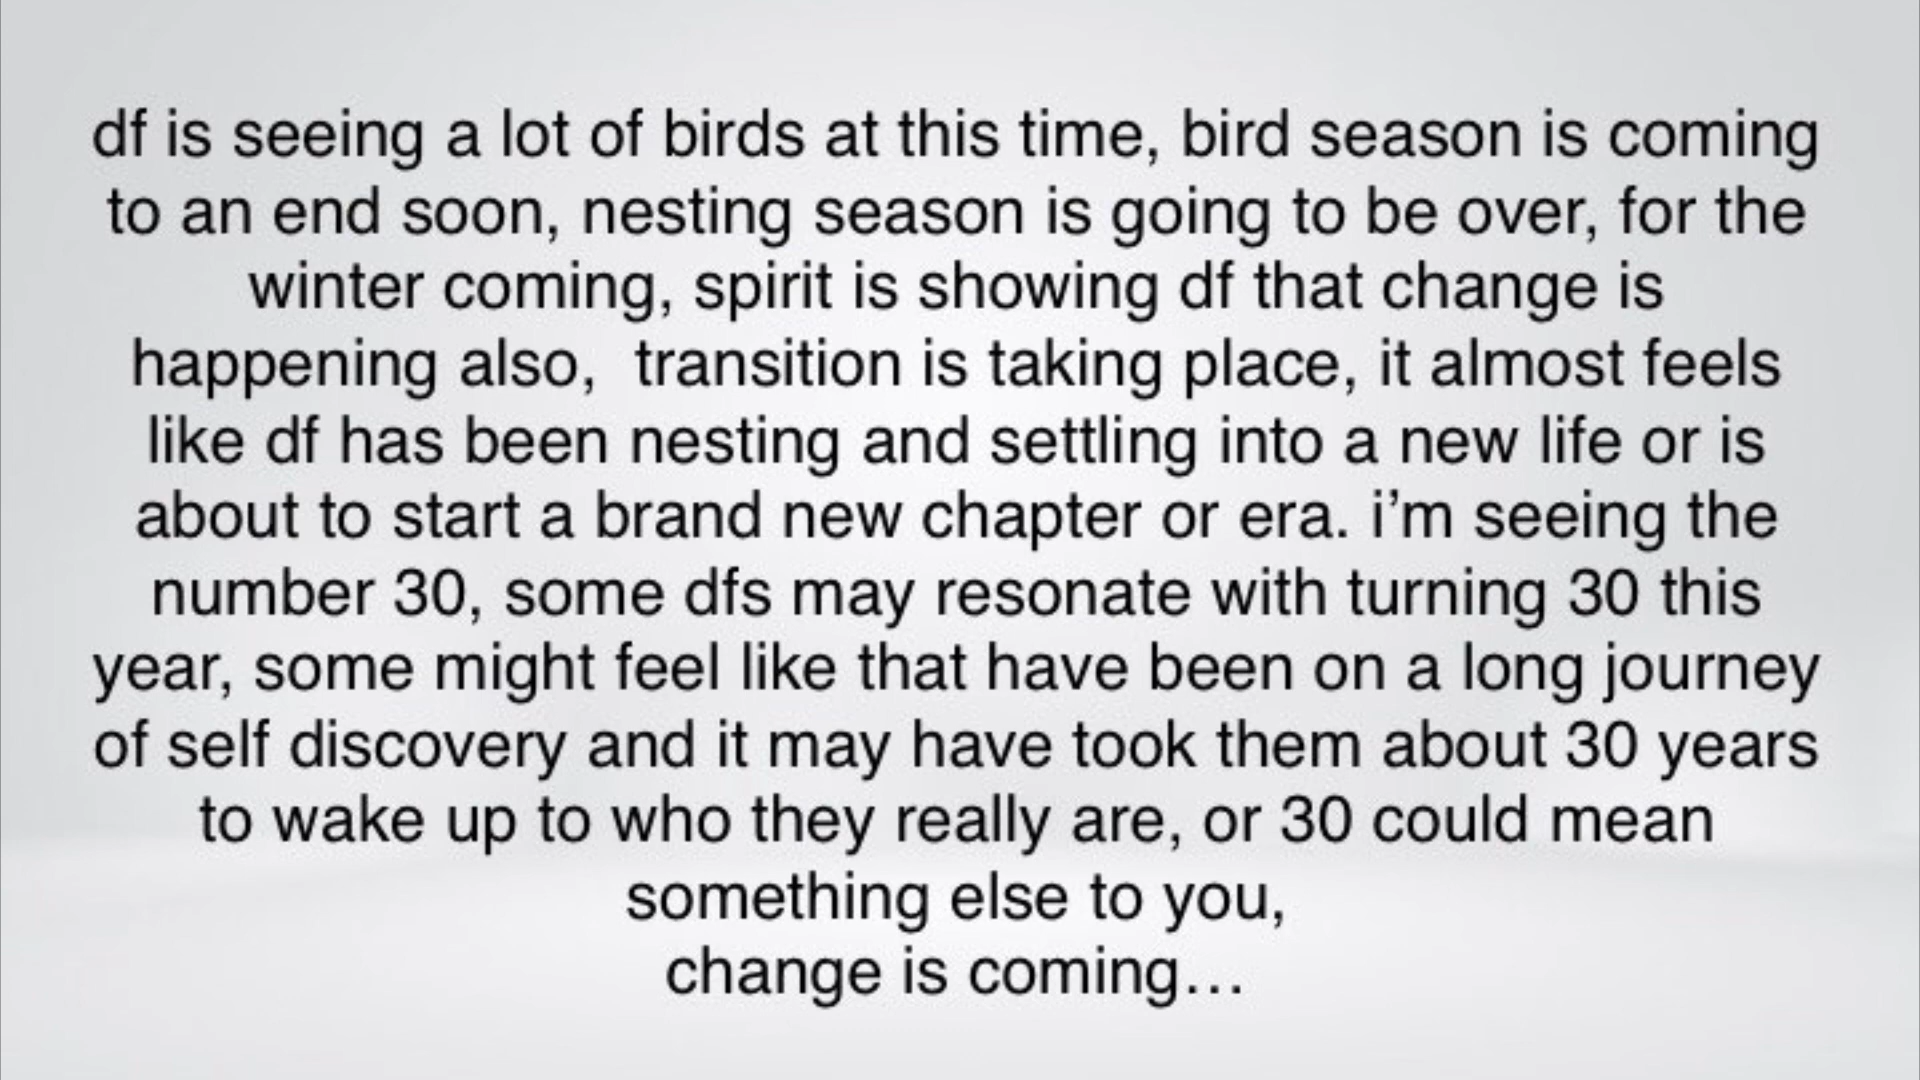 df is seeing a lot of birds at this time, bird season is coming
to an end soon, nesting season is going to be over, for the
winter coming, spirit is showing df that change is
happening also,  transition is taking place, it almost feels
like df has been nesting and settling into a new life or is
about to start a brand new chapter or era. i’m seeing the
number 30, some dfs may resonate with turning 30 this
year, some might feel like that have been on a long journey
of self discovery and it may have took them about 30 years
to wake up to who they really are, or 30 could mean
something else to you,
change is coming…